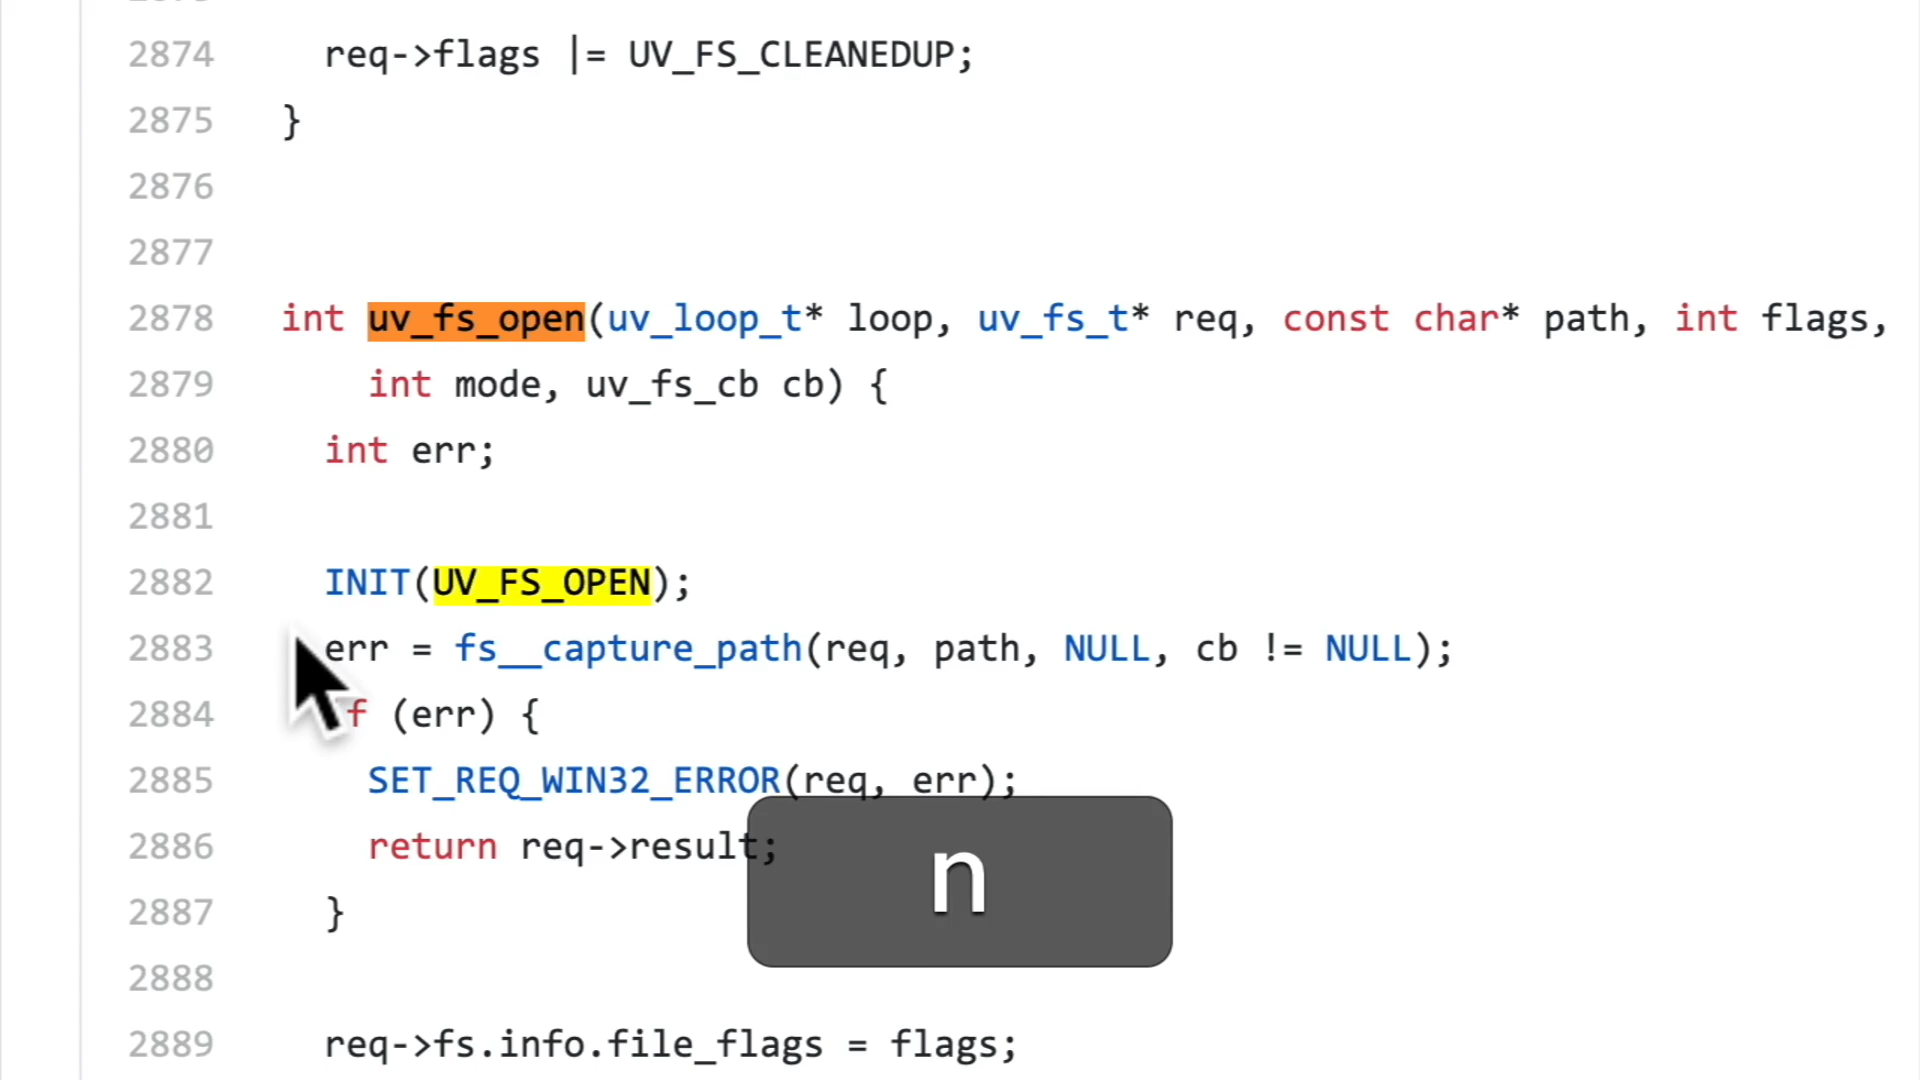 2874 req->flags |= UV_FS_CLEANEDUP;
2875 }
2876
2877
2878 int uv_fs_open(uv_loop_t* loop, uv_fs_t* req, const char* path, int flags,
2879 int mode, uv_fs_cb cb) {
2880 int err;
2881
2882 INIT(UV_FS_OPEN);
2883 err = fs__capture_path(req, path, NULL, cb != NULL);
2884 f (err) {
2885 SET_REQ_WIN32_ERROR(req, err);
2886 return req->result;
n
2887 }
2888
2889 req->fs.info.file_flags = flags;